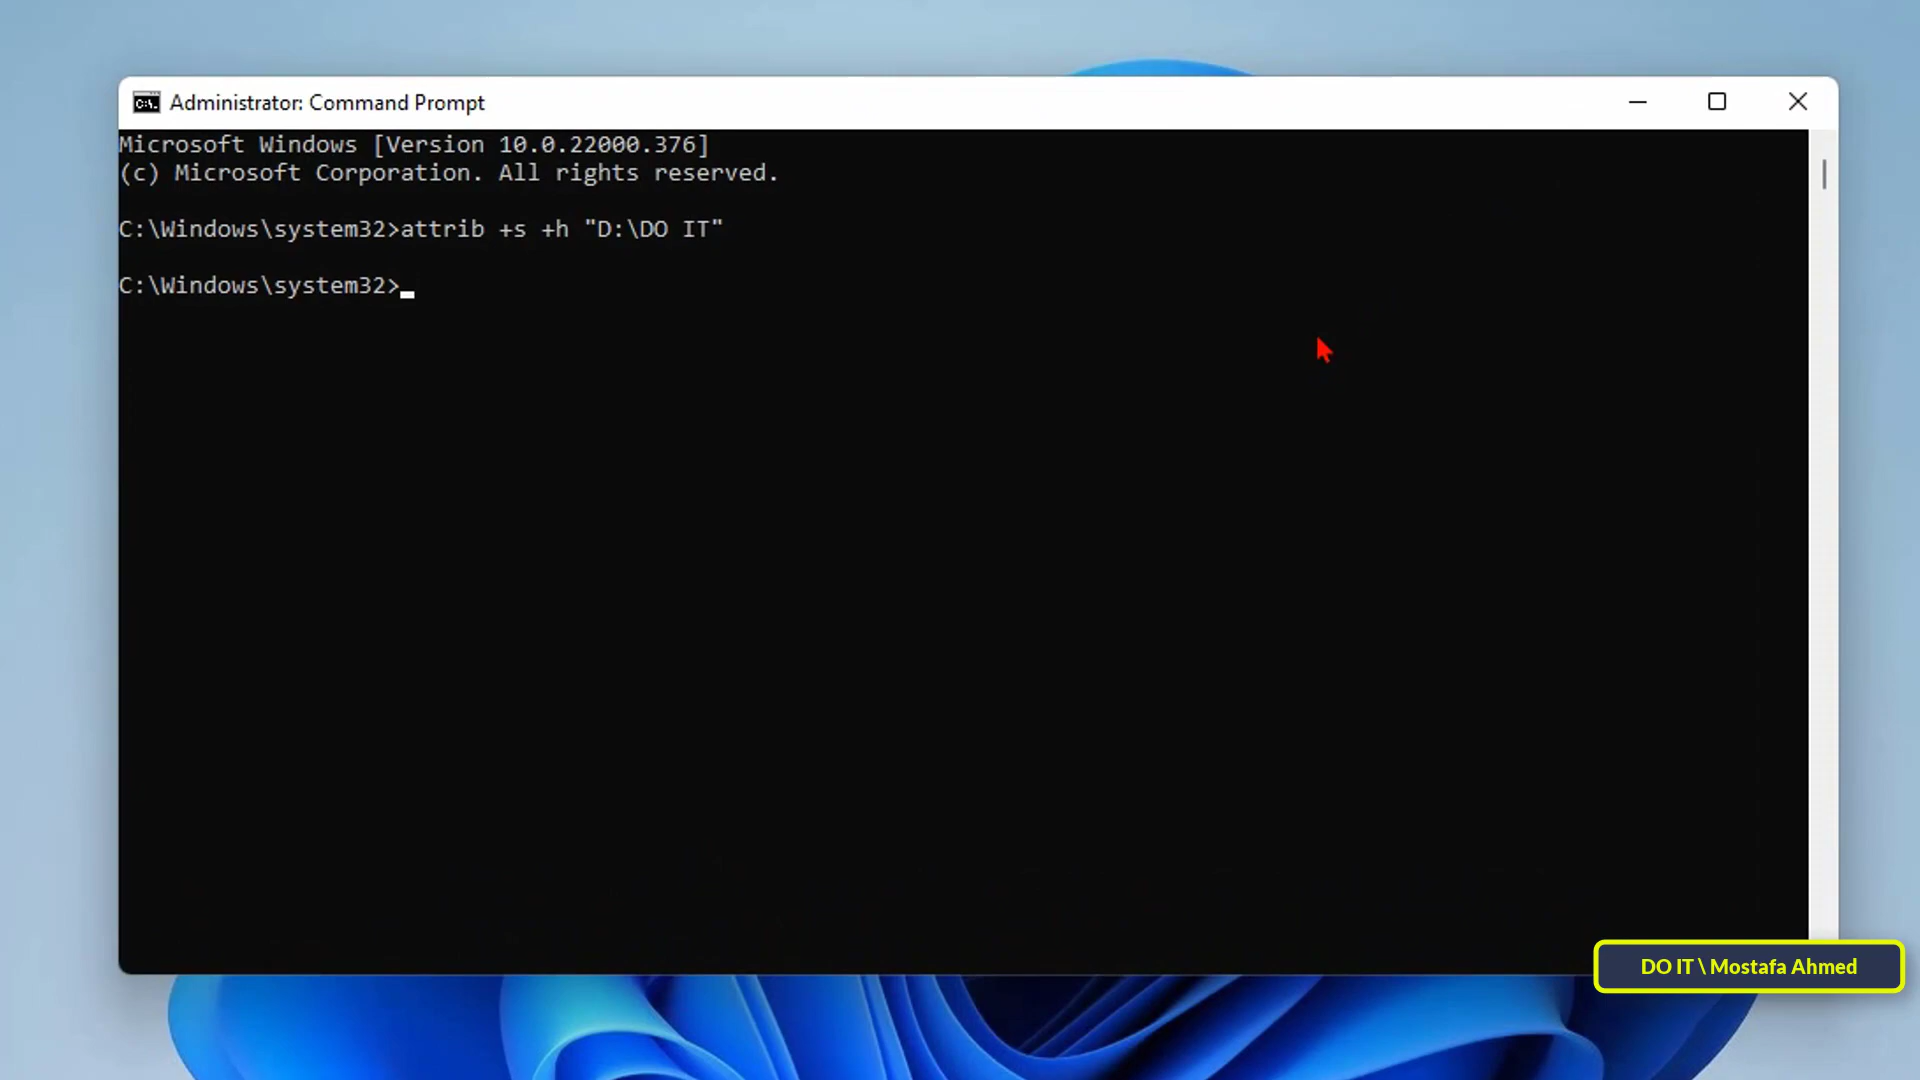 Administrator: Command Prompt
Microsoft Windows [Version 10.0.22000.376]
(c) Microsoft Corporation. All rights reserved.
C:\Windows\system32>attrib +s +h "D:\DO IT"
C:\Windows\system32>
DO IT \ Mostafa Ahmed